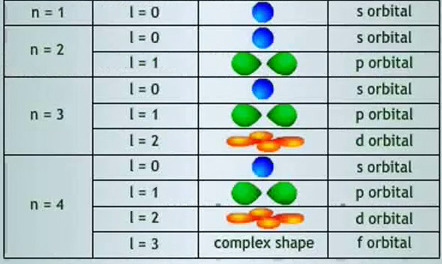 n = 1 l = 0 s orbital
n = 2 l = 0 s orbital
l = 1 p orbital
n = 3 l = 0 s orbital
l = 1 p orbital
l = 2 d orbital
n = 4 l = 0 s orbital
l = 1 p orbital
l = 2 d orbital
l = 3 complex shape f orbital